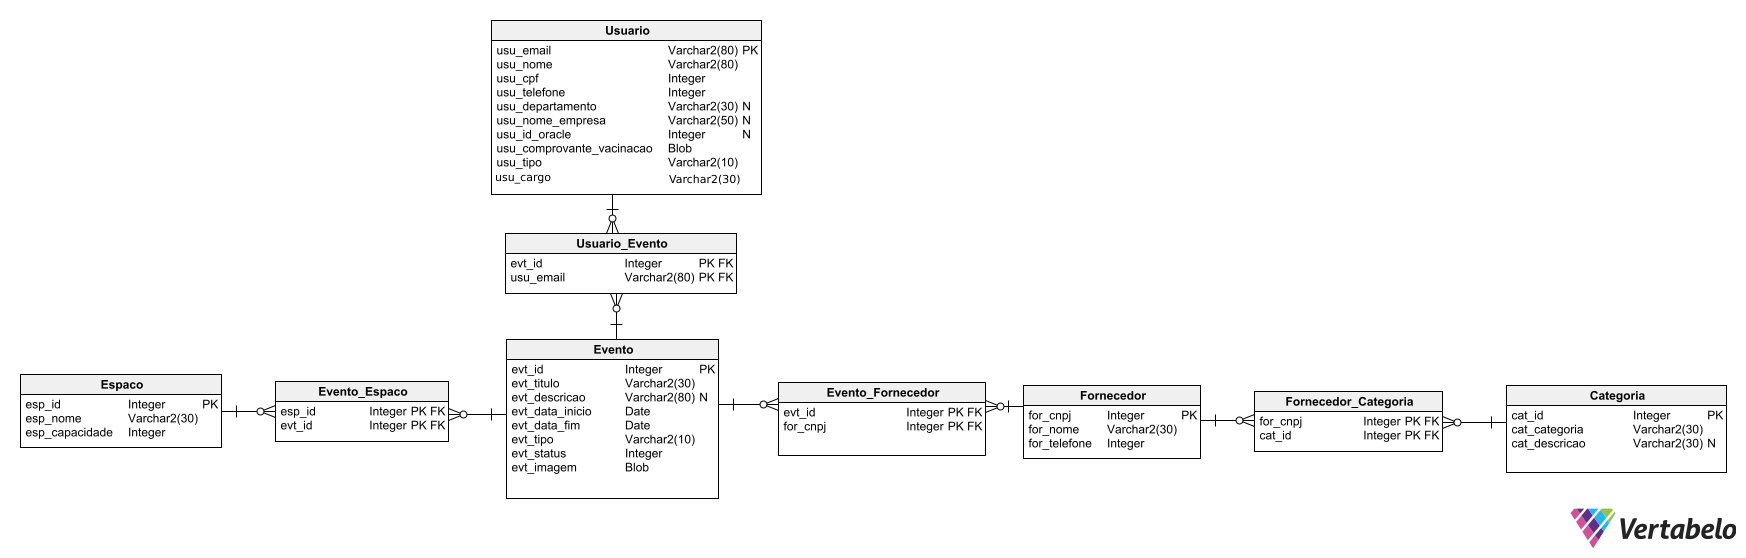 Usuario
usu_email Varchar2(80) PK
usu_nome Varchar2(80)
usu_cpf Integer
usu_telefone Integer
usu_departamento Varchar2(30) N
usu_nome_empresa Varchar2(50) N
usu_id_oracle Integer N
usu_comprovante_vacinacao Blob
usu_tipo Varchar2(10)
usu_cargo Varchar2(30)
Usuario_Evento
evt_id Integer PK FK
usu_email Varchar2(80) PK FK
Espaco
esp_id Integer PK
esp_nome Varchar2(30)
esp_capacidade Integer
Evento_Espaco
esp_id Integer PK FK
evt_id Integer PK FK
Evento
evt_id Integer PK
evt_titulo Varchar2(30)
evt_descricao Varchar2(80) N
evt_data_inicio Date
evt_data_fim Date
evt_tipo Varchar2(10)
evt_status Integer
evt_imagem Blob
Evento_Fornecedor
evt_id Integer PK FK
for_cnpj Integer PK FK
Fornecedor
for_cnpj Integer PK
for_nome Varchar2(30)
for_telefone Integer
Fornecedor_Categoria
for_cnpj Integer PK FK
cat_id Integer PK FK
Categoria
cat_id Integer PK
cat_categoria Varchar2(30)
cat_descricao Varchar2(30) N
Vertabelo